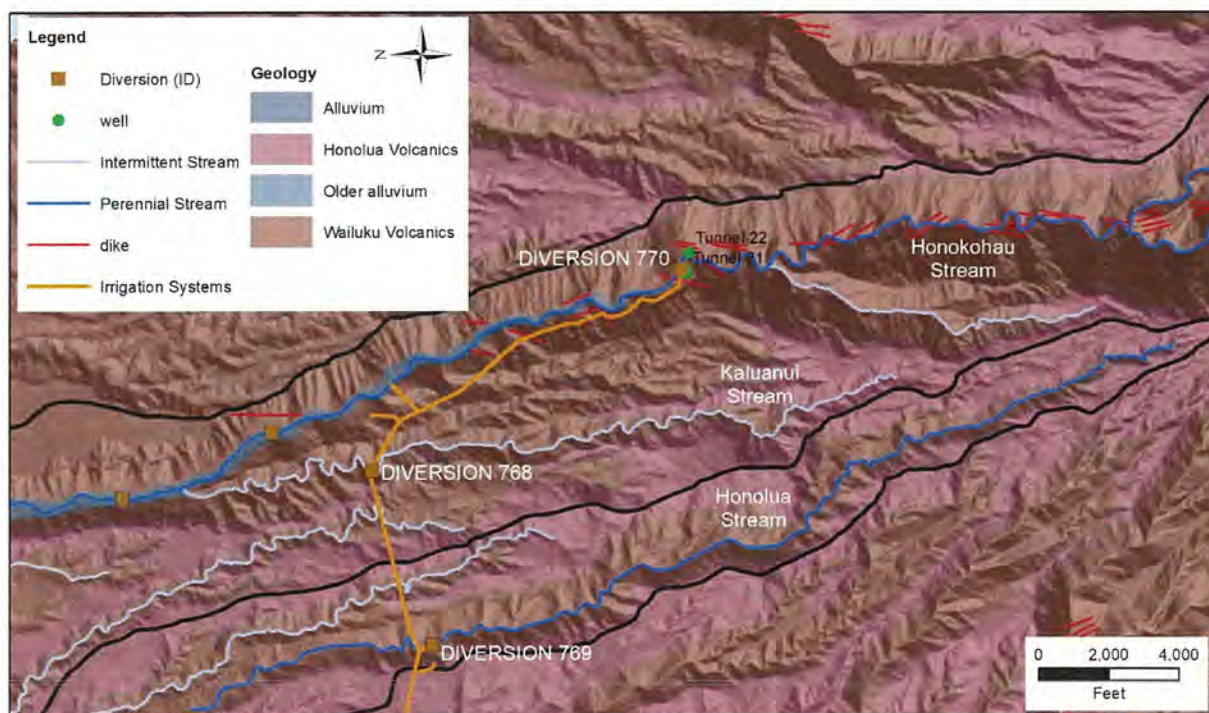 Legend
Diversion (ID)
well
Intermittent Stream
Perennial Stream
dike
Irrigation Systems
N
Geology
Alluvium
Honolua Volcanics
Older alluvium
Wailuku Volcanics
Tunnel 22
DIVERSION 770
Tunnel 21
Honokohau
Stream
Kaluanui
Stream
DIVERSION 768
Honolua
Stream
DIVERSION 769
0 2,000 4,000
Feet